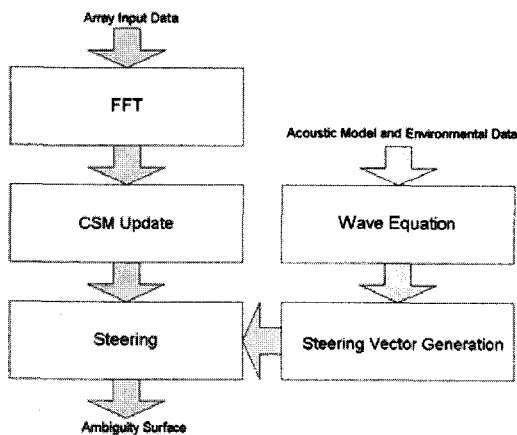 Array Input Data
FFT
Acoustic Model and Environmental Data
CSM Update
Wave Equation
Steering
Steering Vector Generation
Ambiguity Surface